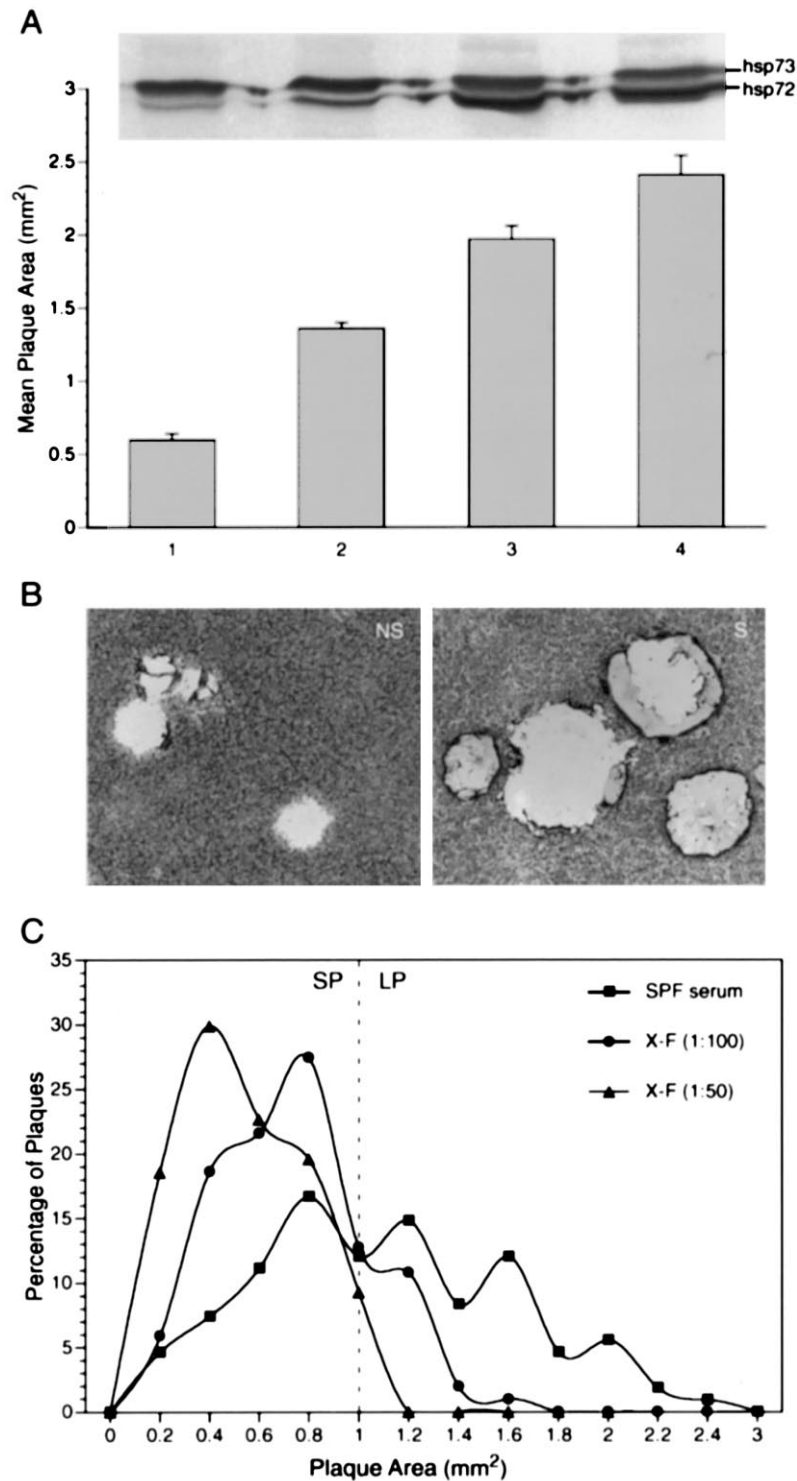 A
hsp73
hsp72
3
2.5
2
1.5
1
0.5
0
Mean Plaque Area (mm²)
1 2 3 4
B
NS
S
C
35
30
25
20
15
10
5
0
Percentage of Plaques
SP LP
SPF serum
X-F (1:100)
X-F (1:50)
0 0.2 0.4 0.6 0.8 1 1.2 1.4 1.6 1.8 2 2.2 2.4 3
Plaque Area (mm²)